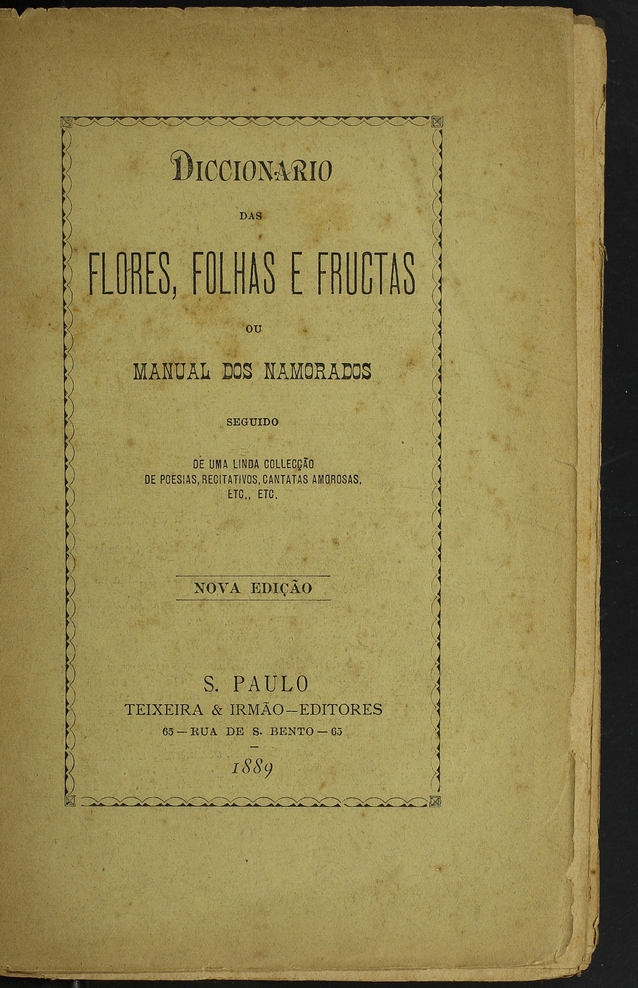 DICCIONARIO
DAS
FLORES, FOLHAS E FRUCTAS
OU
MANUAL DOS NAMORADOS
SEGUIDO
DE UMA LINDA COLLECÇÃO
DE POESIAS, RECITATIVOS, CANTATAS AMOROSAS,
ETC., ETC.
NOVA EDIÇÃO
S. PAULO
TEIXEIRA & IRMÃO—EDITORES
65 — RUA DE S. BENTO — 65
1889